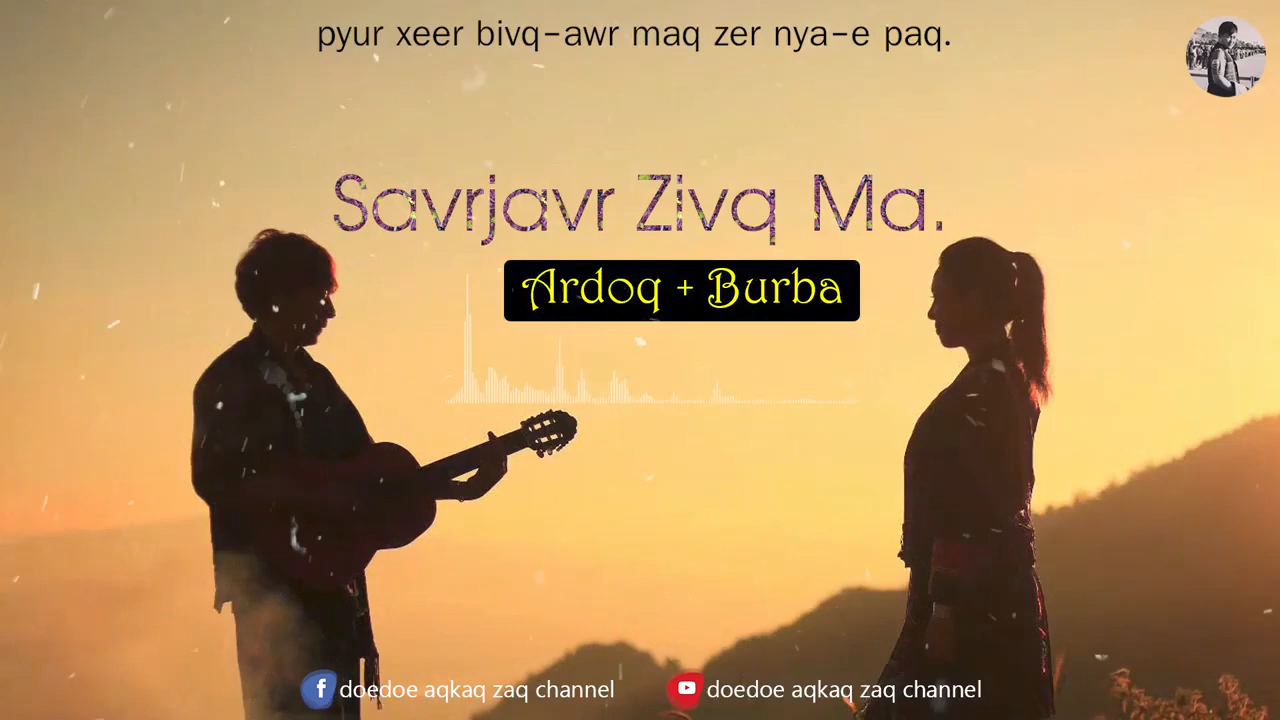 pyur xeer bivq-awr maq zer nya-e paq.
Savrjavr Zivq Ma.
Ardoq + Burba
doedoe aqkaq zaq channel
doedoe aqkaq zaq channel